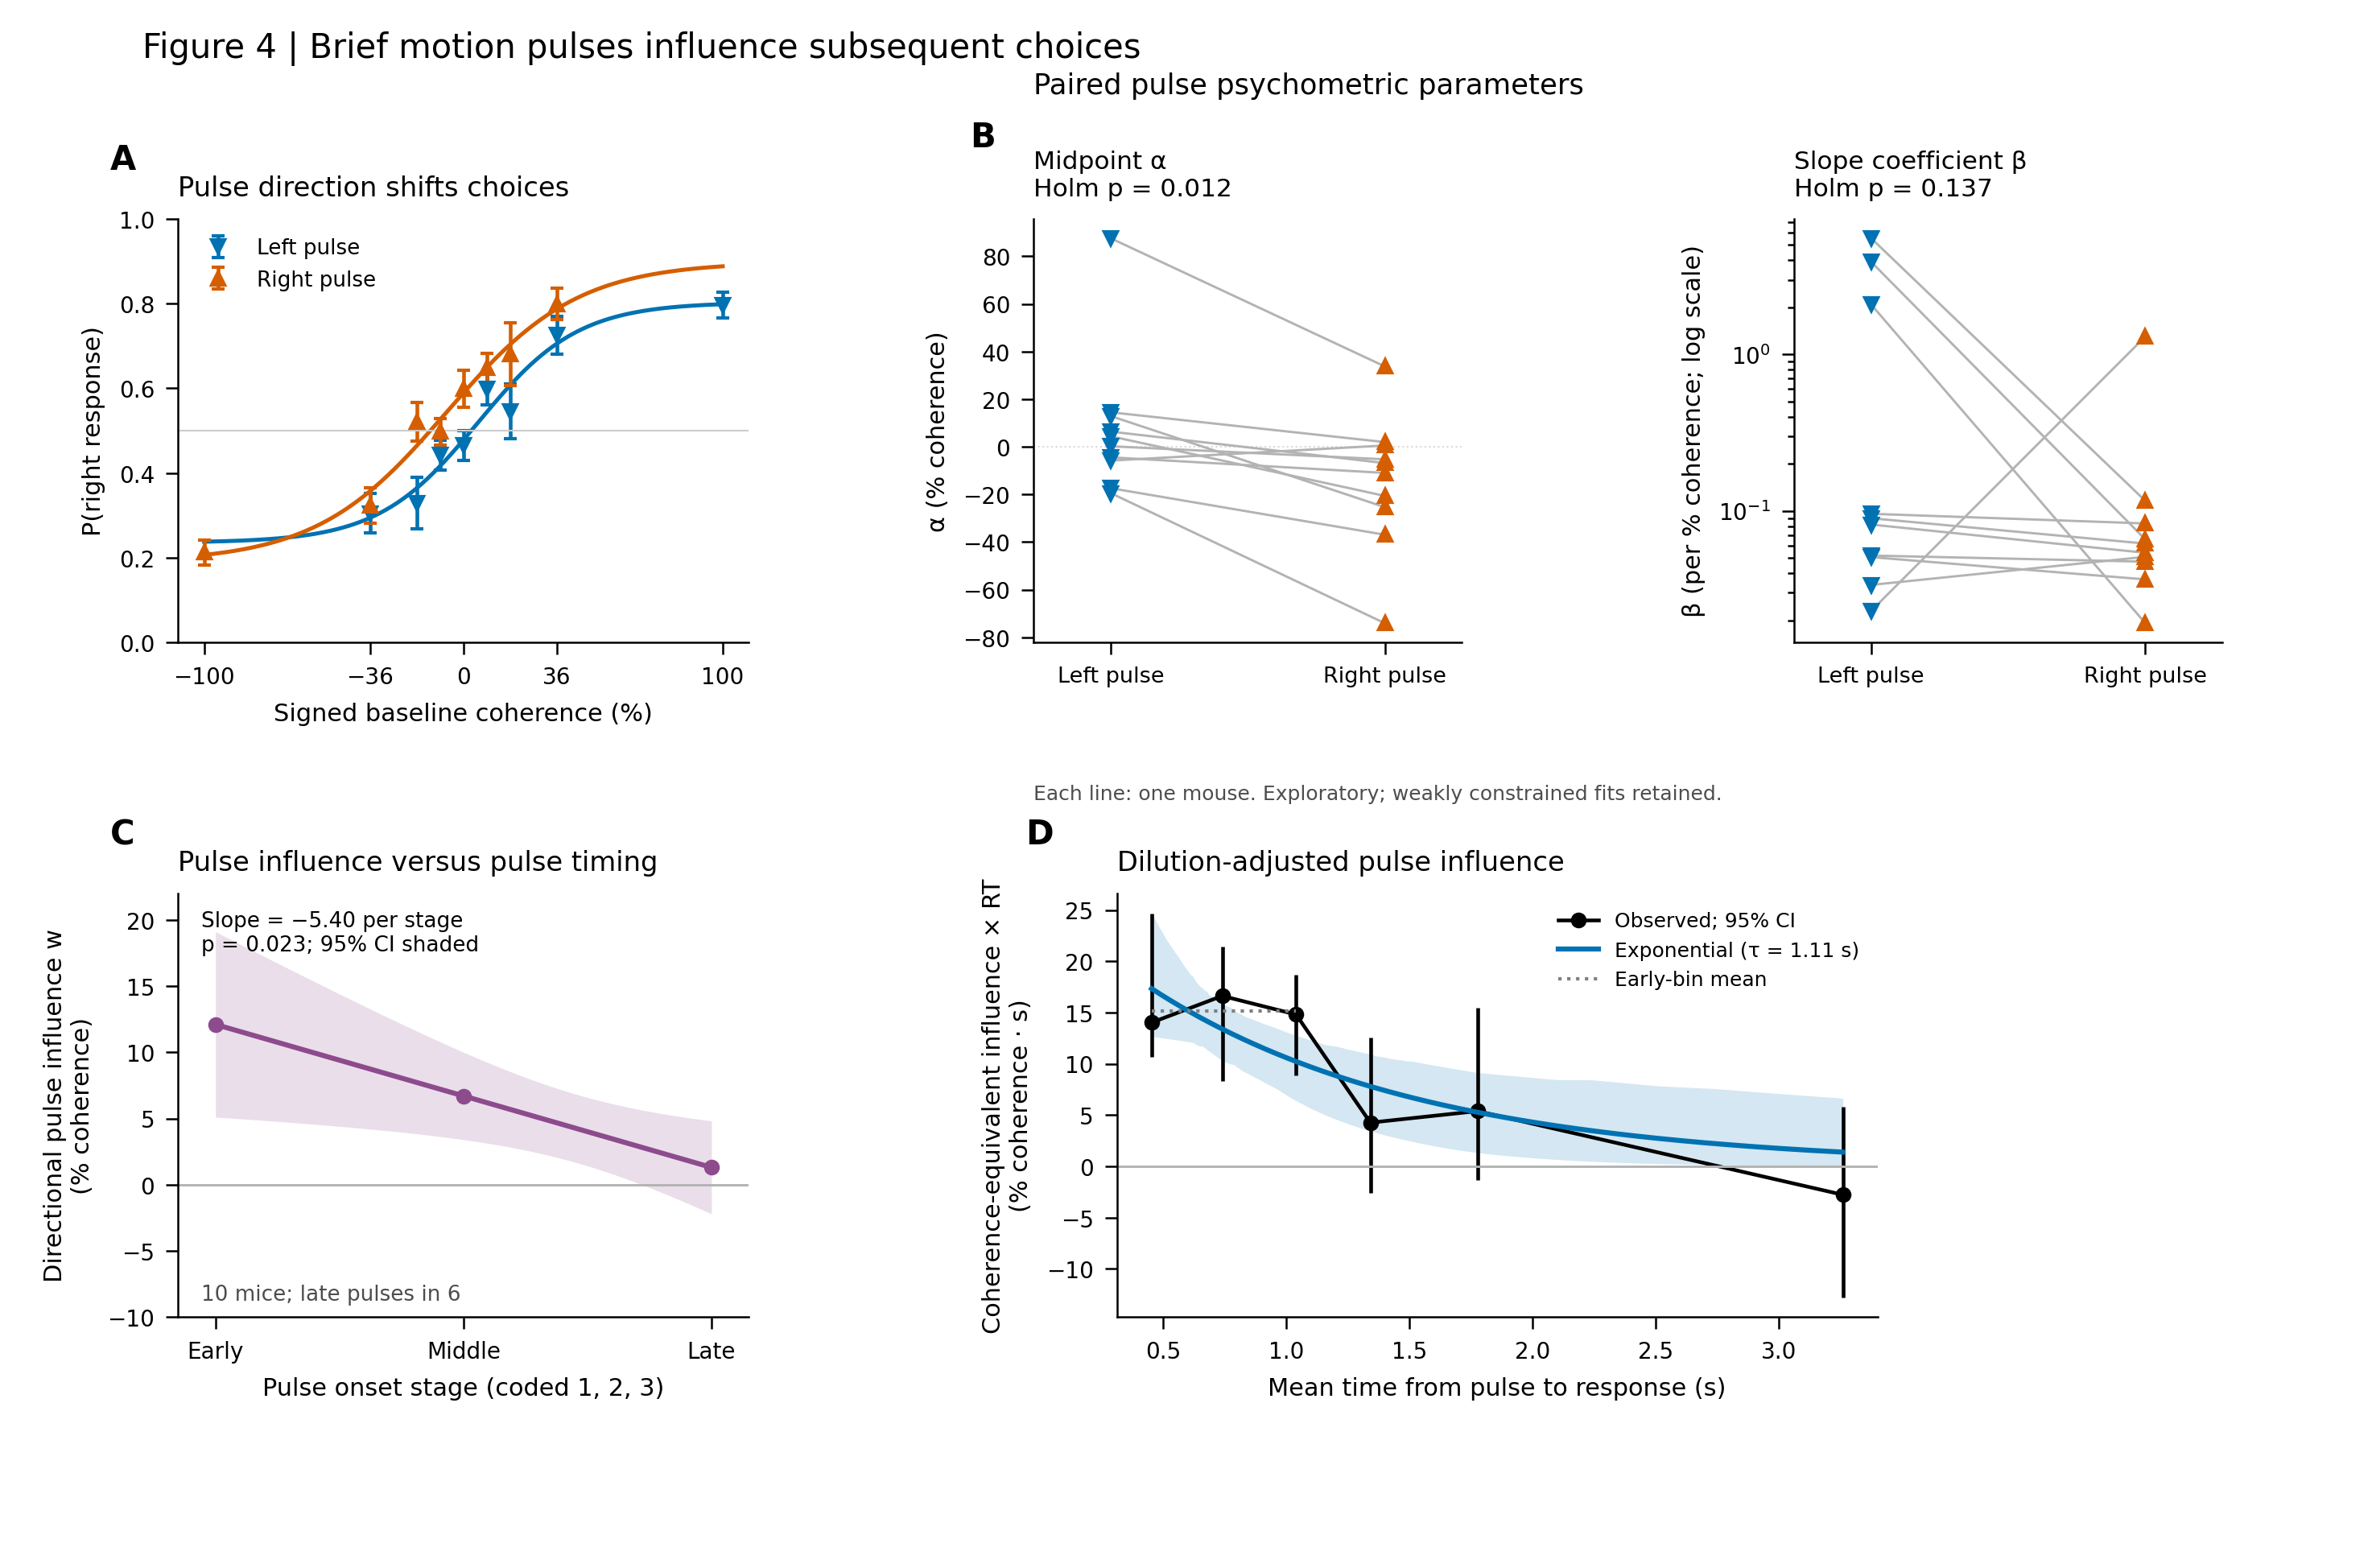 Figure 4 | Brief motion pulses influence subsequent choices
A
Pulse direction shifts choices
Left pulse
Right pulse
1.0
0.8
0.6
0.4
0.2
0.0
P(right response)
−100
−36
0
36
100
Signed baseline coherence (%)
Paired pulse psychometric parameters
B
Midpoint α
Holm p = 0.012
80
60
40
20
0
−20
−40
−60
−80
α (% coherence)
Left pulse
Right pulse
Slope coefficient β
Holm p = 0.137
10⁰
10⁻¹
β (per % coherence; log scale)
Left pulse
Right pulse
Each line: one mouse. Exploratory; weakly constrained fits retained.
C
Pulse influence versus pulse timing
Slope = −5.40 per stage
p = 0.023; 95% CI shaded
20
15
10
5
0
−5
−10
Directional pulse influence w
(% coherence)
10 mice; late pulses in 6
Early
Middle
Late
Pulse onset stage (coded 1, 2, 3)
D
Dilution-adjusted pulse influence
Observed; 95% CI
Exponential (τ = 1.11 s)
Early-bin mean
25
20
15
10
5
0
−5
−10
Coherence-equivalent influence × RT
(% coherence · s)
0.5
1.0
1.5
2.0
2.5
3.0
Mean time from pulse to response (s)